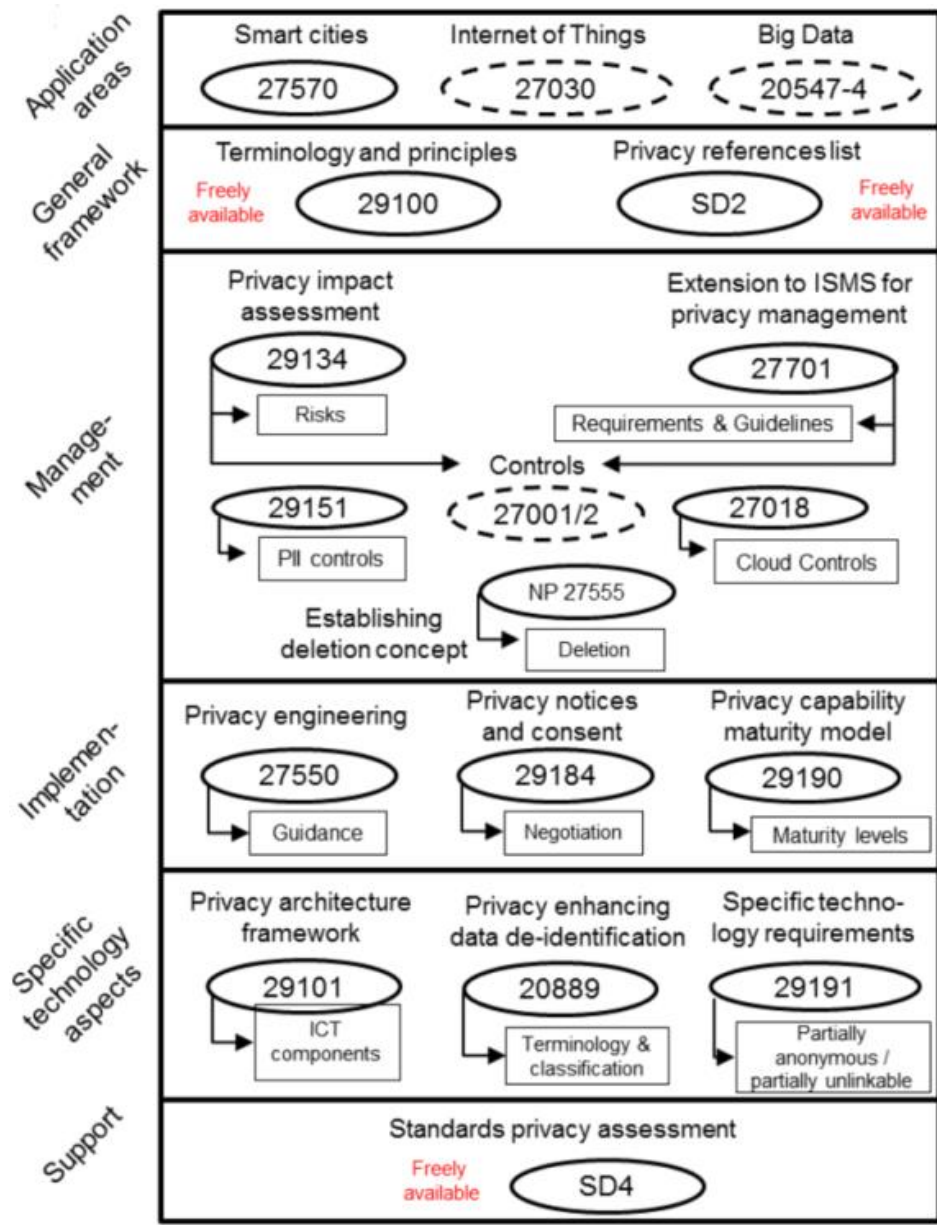 Application
areas
Smart cities
27570
Internet of Things
27030
Big Data
20547-4
General
framework
Terminology and principles
Freely
available
29100
Privacy references list
SD2
Freely
available
Manage-
ment
Privacy impact
assessment
29134
Risks
Extension to ISMS for
privacy management
27701
Requirements & Guidelines
Controls
27001/2
29151
PII controls
27018
Cloud Controls
Establishing
deletion concept
NP 27555
Deletion
Implemen-
tation
Privacy engineering
27550
Guidance
Privacy notices
and consent
29184
Negotiation
Privacy capability
maturity model
29190
Maturity levels
Specific
technology
aspects
Privacy architecture
framework
29101
ICT
components
Privacy enhancing
data de-identification
20889
Terminology &
classification
Specific techno-
logy requirements
29191
Partially
anonymous /
partially unlinkable
Support
Standards privacy assessment
Freely
available
SD4